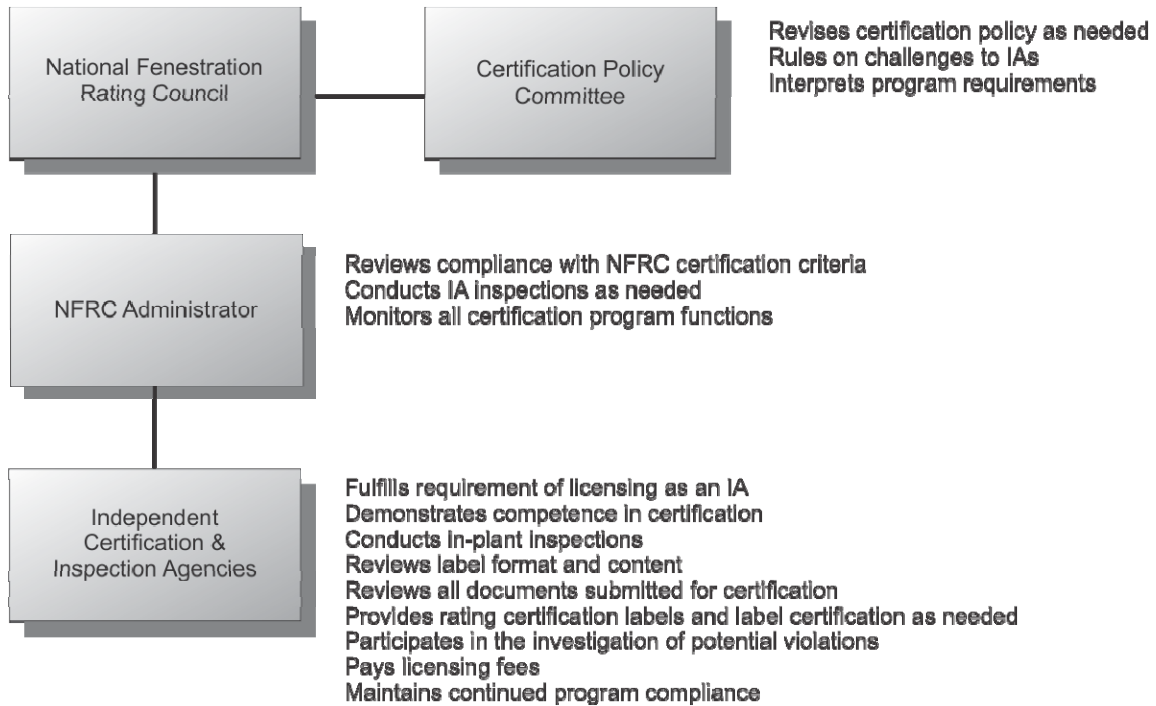 National Fenestration
Rating Council
Certification Policy
Committee
Revises certification policy as needed
Rules on challenges to IAs
Interprets program requirements
NFRC Administrator
Reviews compliance with NFRC certification criteria
Conducts IA inspections as needed
Monitors all certification program functions
Independent
Certification &
Inspection Agencies
Fulfills requirement of licensing as an IA
Demonstrates competence in certification
Conducts in-plant inspections
Reviews label format and content
Reviews all documents submitted for certification
Provides rating certification labels and label certification as needed
Participates in the investigation of potential violations
Pays licensing fees
Maintains continued program compliance